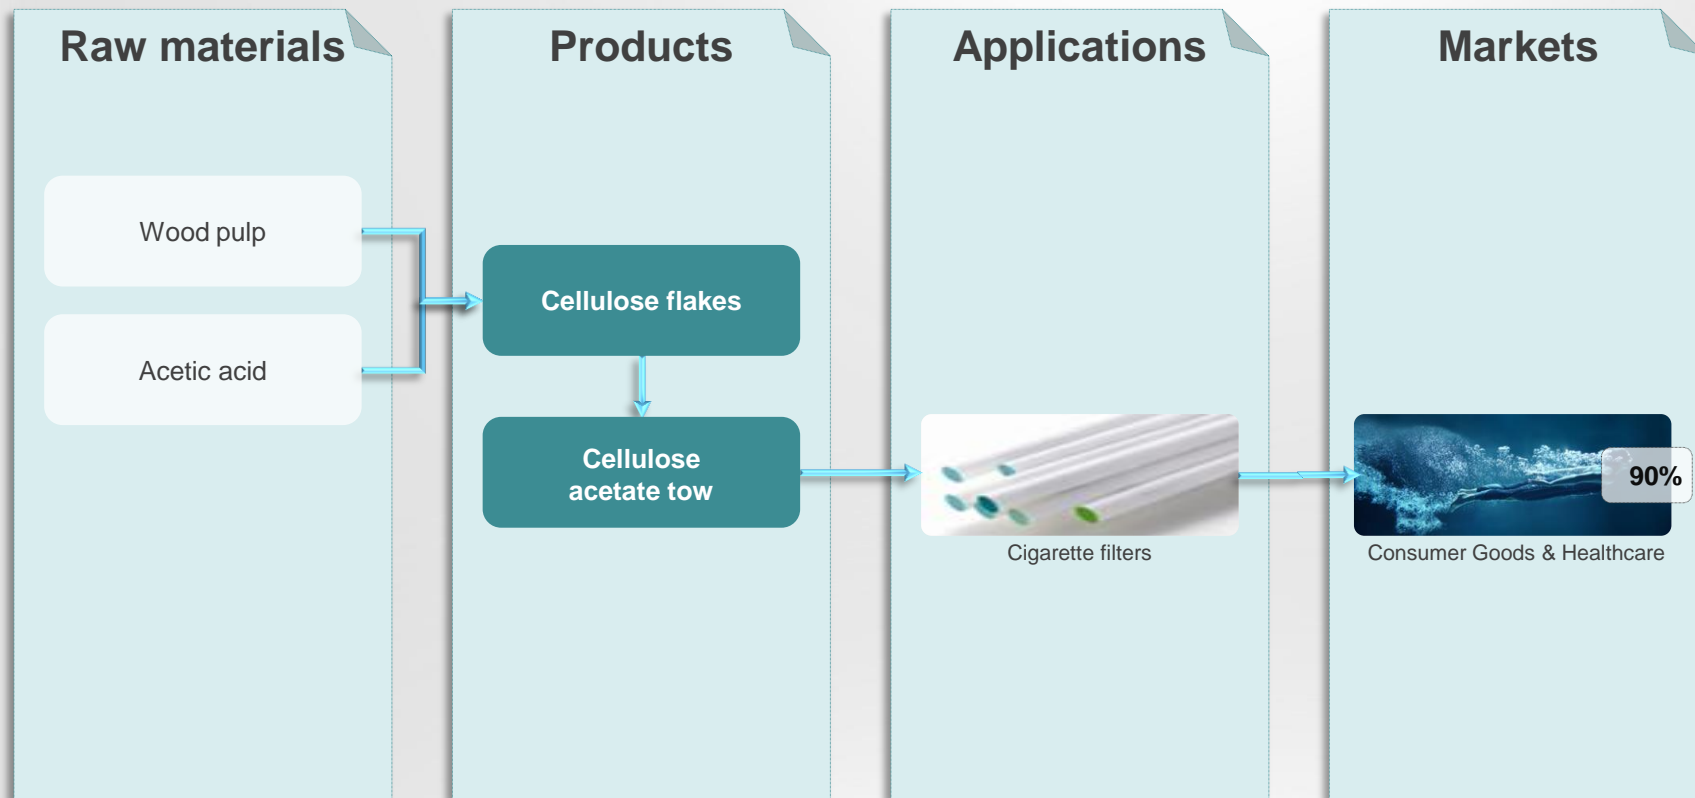 Raw materials
Products
Applications
Markets
Wood pulp
Acetic acid
Cellulose flakes
Cellulose
acetate tow
Cigarette filters
90%
Consumer Goods & Healthcare